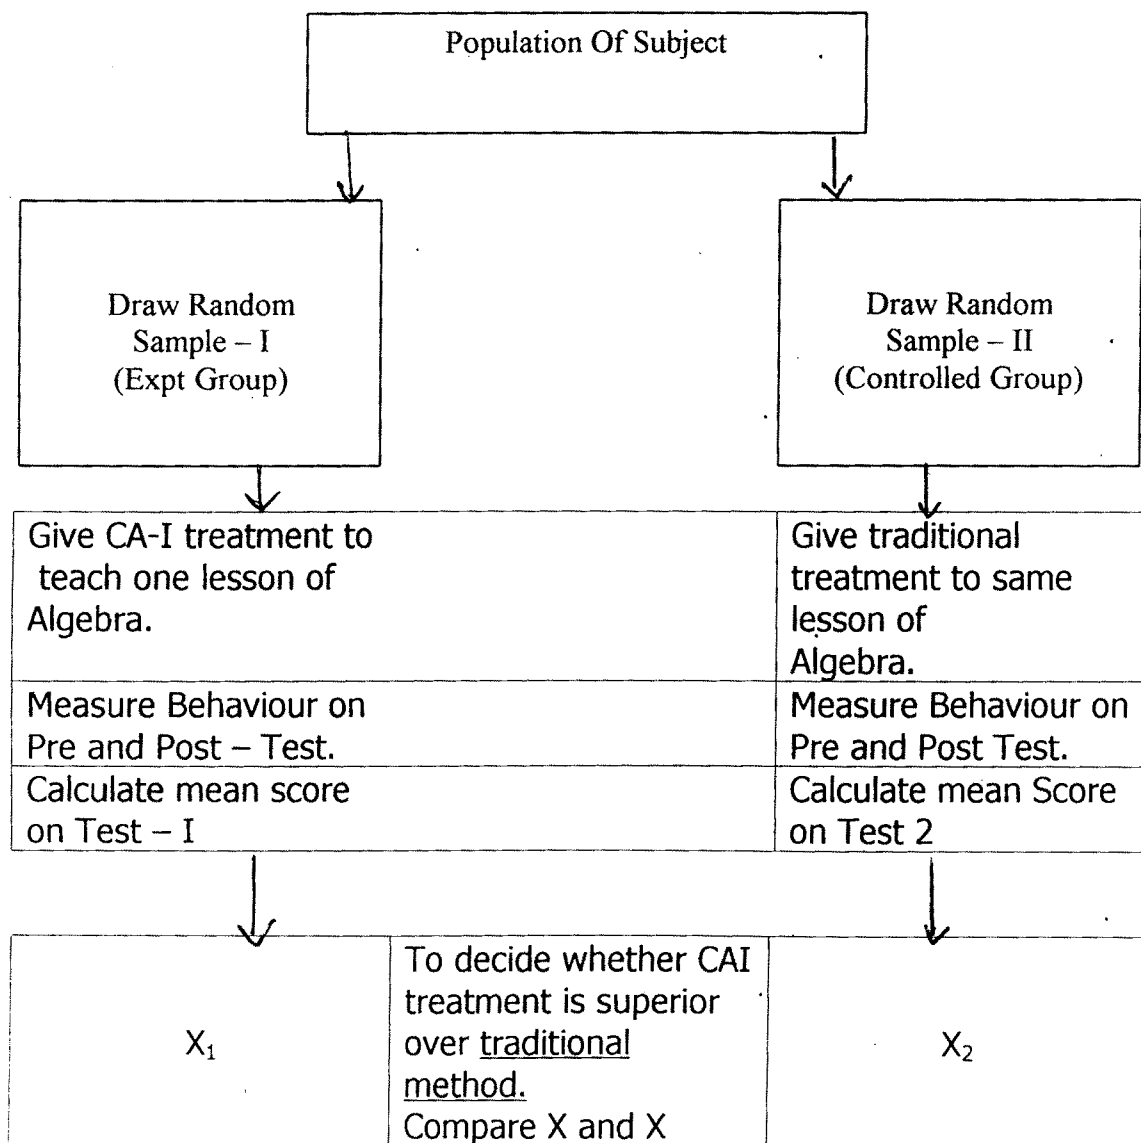 Population Of Subject
Draw Random
Sample – I
(Expt Group)
Draw Random
Sample – II
(Controlled Group)
Give CA-I treatment to
teach one lesson of
Algebra.
Give traditional
treatment to same
lesson of
Algebra.
Measure Behaviour on
Pre and Post – Test.
Measure Behaviour on
Pre and Post Test.
Calculate mean score
on Test – I
Calculate mean Score
on Test 2
X₁
To decide whether CAI
treatment is superior
over traditional
method.
Compare X and X
X₂